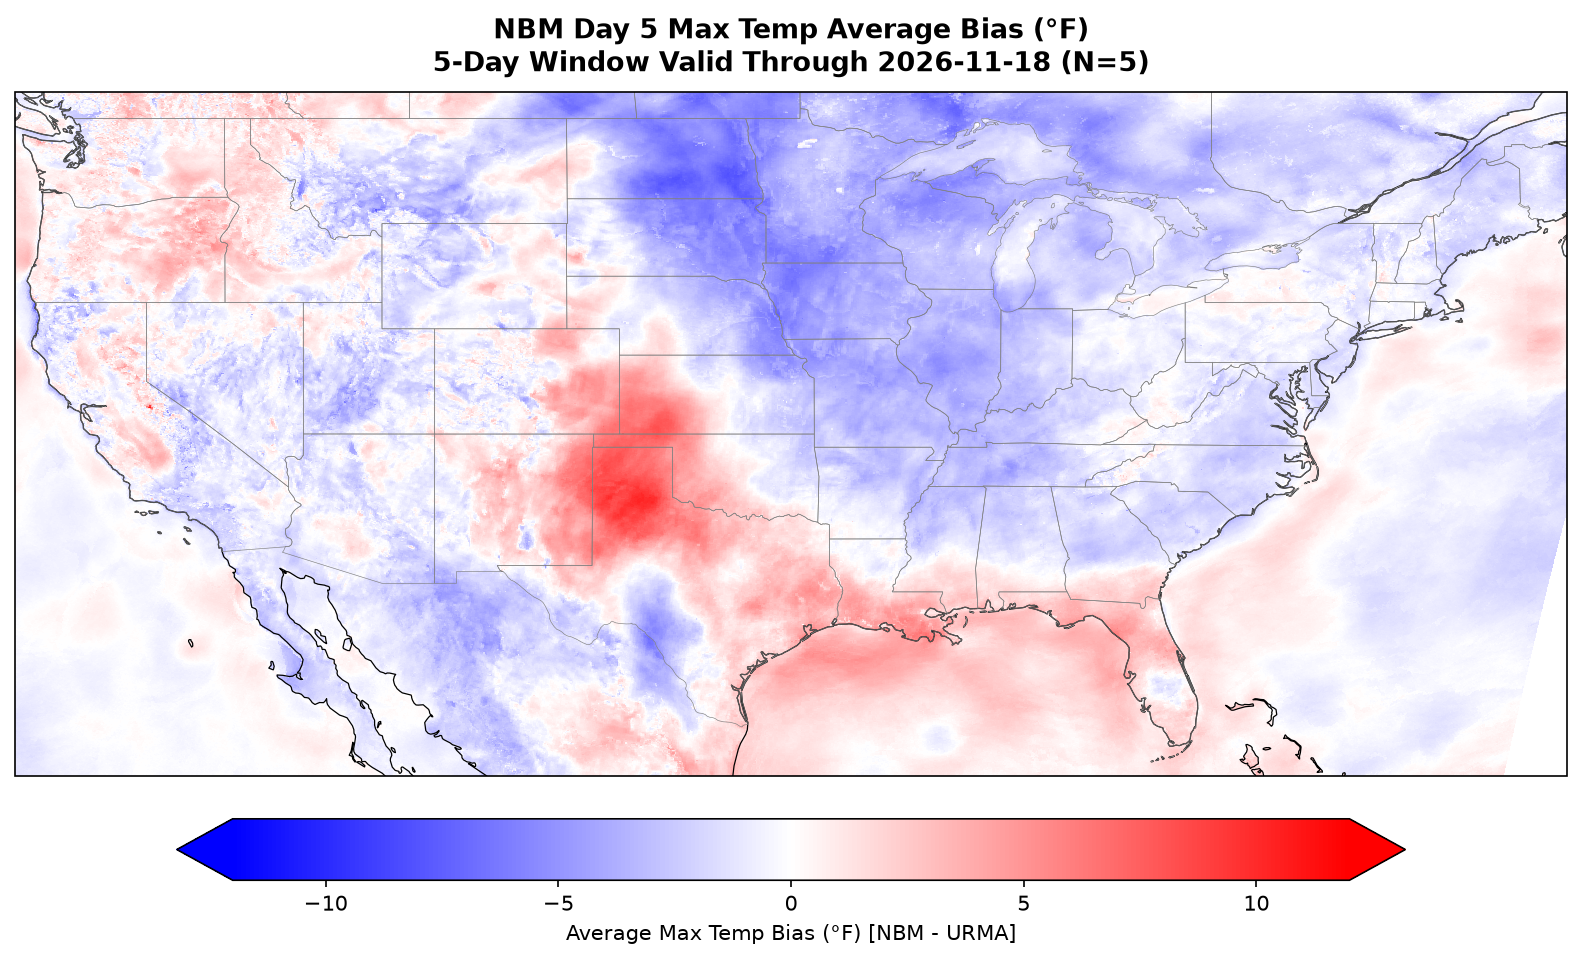 NBM Day 5 Max Temp Average Bias (°F)
5-Day Window Valid Through 2026-11-18 (N=5)
−10
−5
0
5
10
Average Max Temp Bias (°F) [NBM - URMA]